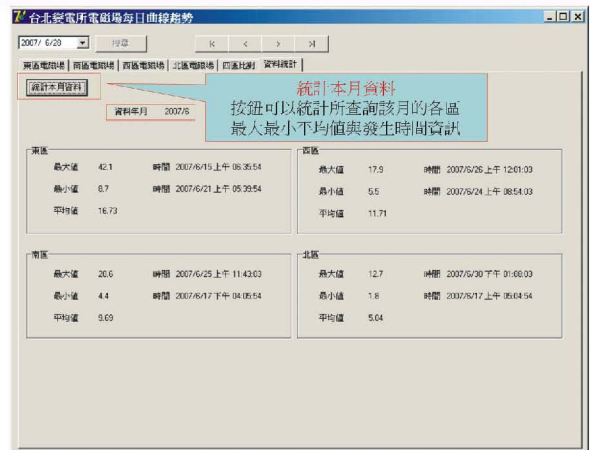 台北變電所電磁場每日曲線趨勢
2007/ 6/28 搜尋
東區電磁場 南區電磁場 西區電磁場 北區電磁場 四區比對 資料統計
統計本月資料
資料年月 2007/6
統計本月資料
按鈕可以統計所查詢該月的各區
最大最小平均值與發生時間資訊
東區
最大值 42.1 時間 2007/6/15 上午 06:35:54
最小值 8.7 時間 2007/6/21 上午 05:39:54
平均值 16.73
西區
最大值 17.9 時間 2007/6/26 上午 12:01:03
最小值 5.5 時間 2007/6/24 上午 08:54:03
平均值 11.71
南區
最大值 20.6 時間 2007/6/25 上午 11:43:03
最小值 4.4 時間 2007/6/17 下午 04:05:54
平均值 9.69
北區
最大值 12.7 時間 2007/6/30 下午 01:08:03
最小值 1.8 時間 2007/6/17 上午 05:04:54
平均值 5.04